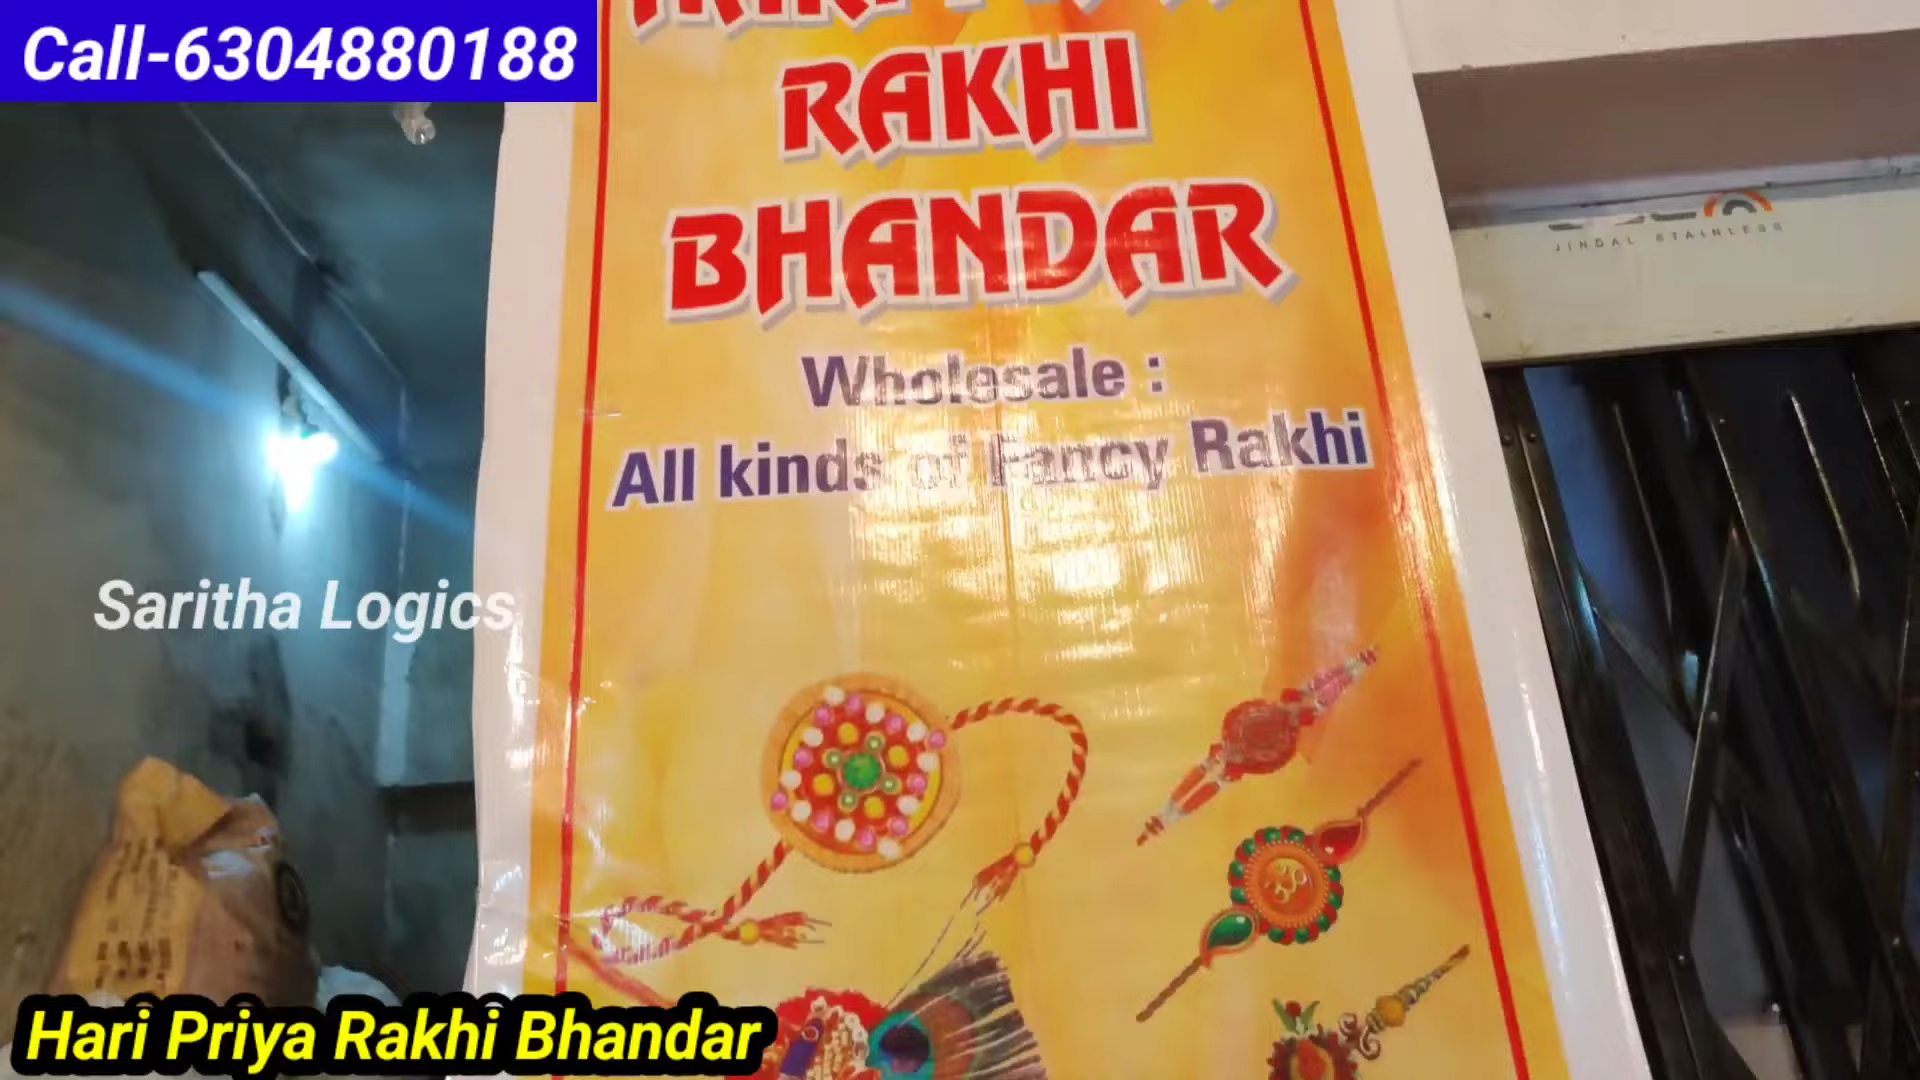 Call-6304880188
RAKHI
BHANDAR
JINDAL STAINLESS
Wholesale :
All kinds of Fancy Rakhi
Saritha Logics
Hari Priya Rakhi Bhandar